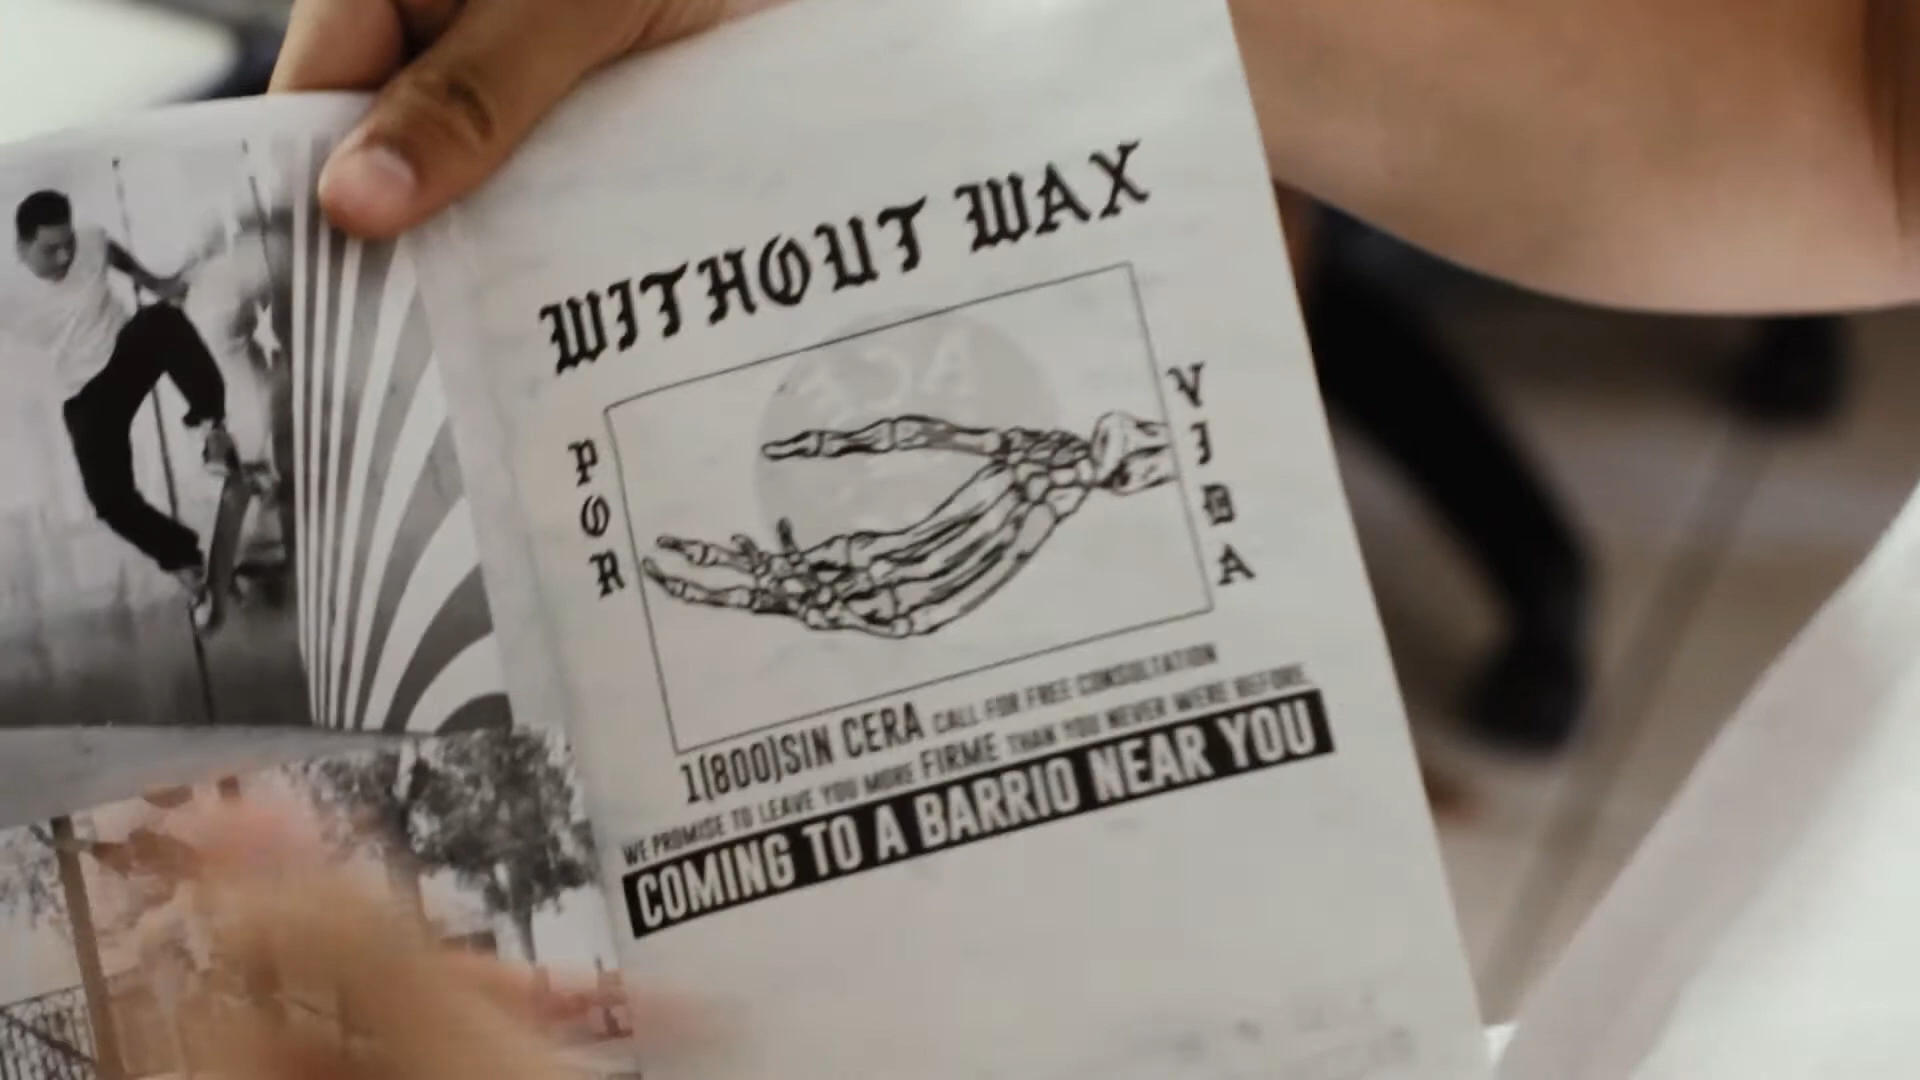 WITHOUT WAX
POR
VIDA
1(800)SIN CERA CALL FOR FREE CONSULTATION
WE PROMISE TO LEAVE YOU MORE FIRME THAN YOU NEVER WERE BEFORE.
COMING TO A BARRIO NEAR YOU